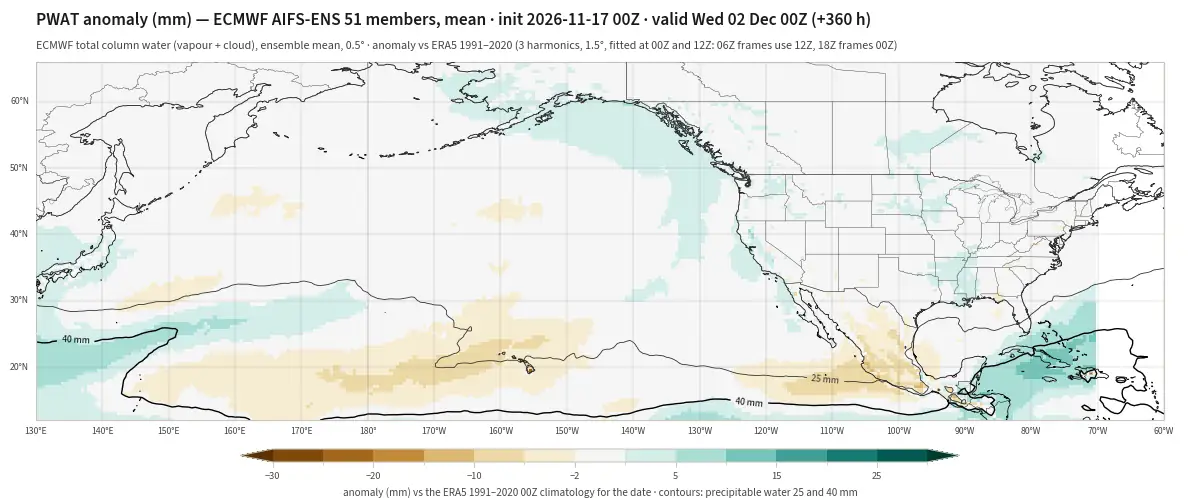 PWAT anomaly (mm) — ECMWF AIFS-ENS 51 members, mean · init 2026-11-17 00Z · valid Wed 02 Dec 00Z (+360 h)
ECMWF total column water (vapour + cloud), ensemble mean, 0.5° · anomaly vs ERA5 1991–2020 (3 harmonics, 1.5°, fitted at 00Z and 12Z: 06Z frames use 12Z, 18Z frames 00Z)
60°N
50°N
40°N
30°N
20°N
40 mm
25 mm
40 mm
130°E 140°E 150°E 160°E 170°E 180° 170°W 160°W 150°W 140°W 130°W 120°W 110°W 100°W 90°W 80°W 70°W 60°W
−30 −20 −10 −2 5 15 25
anomaly (mm) vs the ERA5 1991–2020 00Z climatology for the date · contours: precipitable water 25 and 40 mm